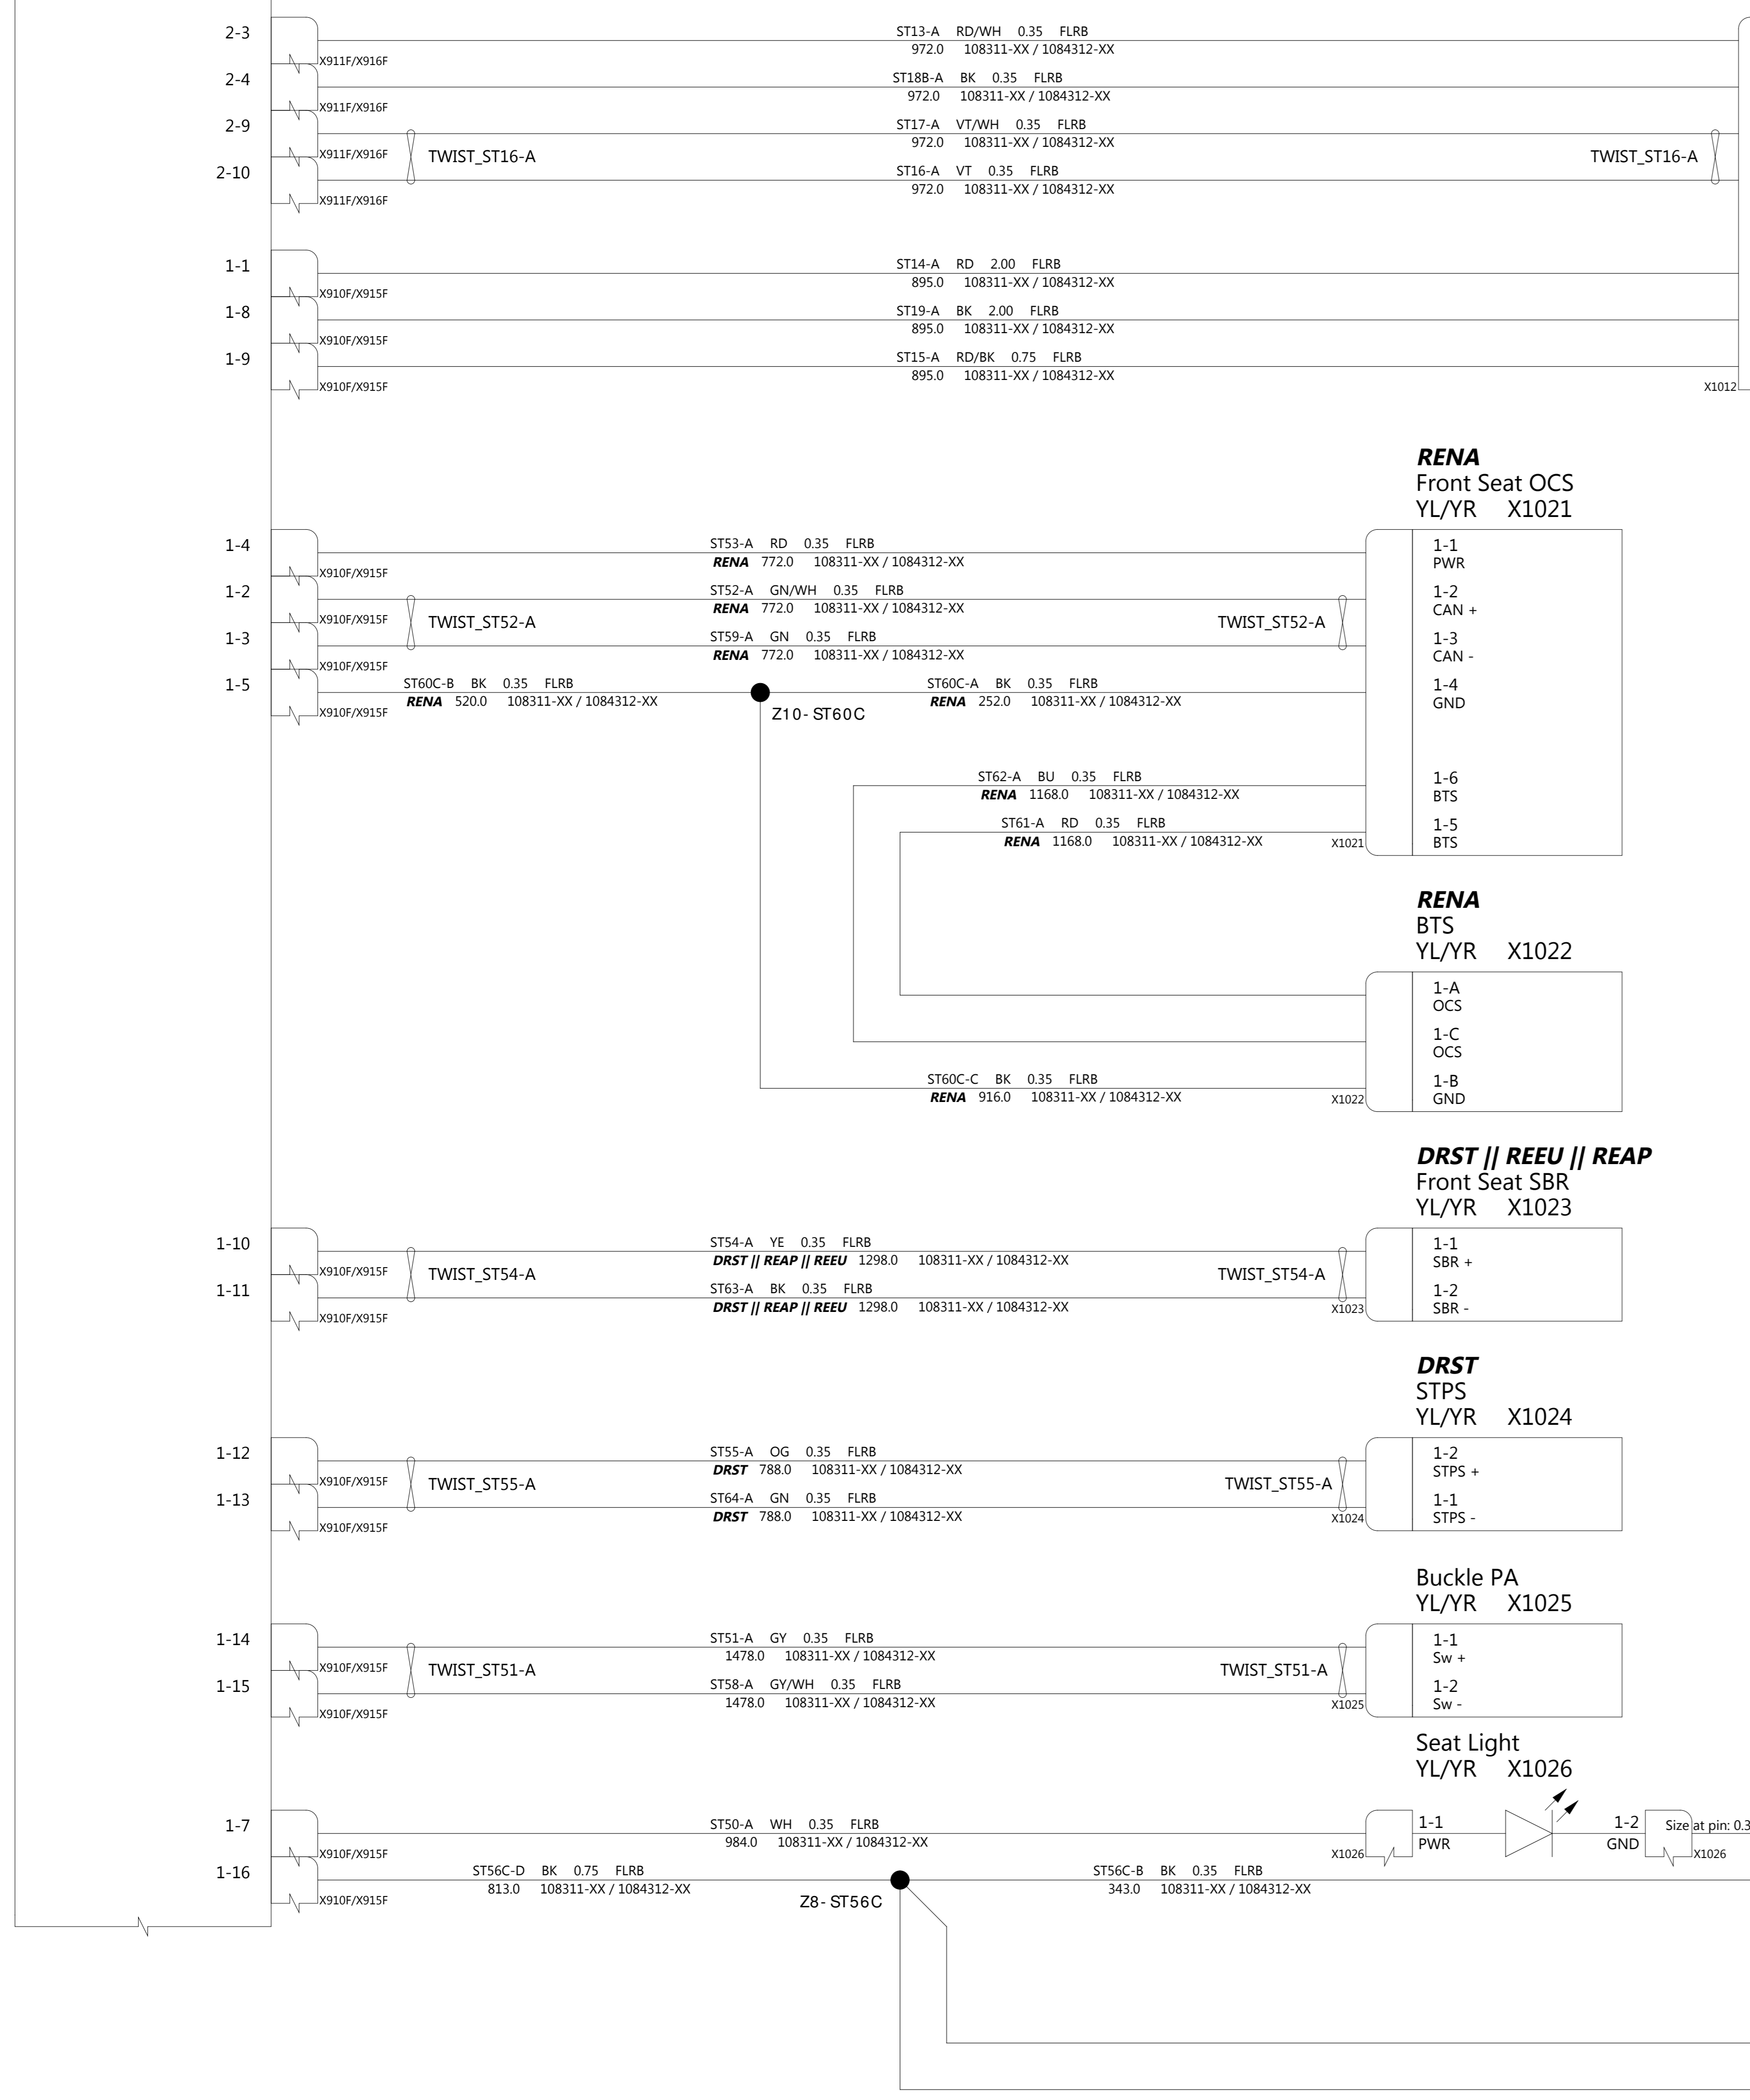 2-3
ST13-A RD/WH 0.35 FLRB
972.0 108311-XX / 1084312-XX
X911F/X916F
2-4
ST18B-A BK 0.35 FLRB
972.0 108311-XX / 1084312-XX
X911F/X916F
2-9
ST17-A VT/WH 0.35 FLRB
972.0 108311-XX / 1084312-XX
X911F/X916F
TWIST_ST16-A
TWIST_ST16-A
2-10
ST16-A VT 0.35 FLRB
972.0 108311-XX / 1084312-XX
X911F/X916F
1-1
ST14-A RD 2.00 FLRB
895.0 108311-XX / 1084312-XX
X910F/X915F
1-8
ST19-A BK 2.00 FLRB
895.0 108311-XX / 1084312-XX
X910F/X915F
1-9
ST15-A RD/BK 0.75 FLRB
895.0 108311-XX / 1084312-XX
X910F/X915F
X1012
RENA
Front Seat OCS
YL/YR X1021
1-4
ST53-A RD 0.35 FLRB
RENA 772.0 108311-XX / 1084312-XX
X910F/X915F
1-1
PWR
1-2
ST52-A GN/WH 0.35 FLRB
RENA 772.0 108311-XX / 1084312-XX
X910F/X915F
1-2
CAN +
TWIST_ST52-A
TWIST_ST52-A
1-3
ST59-A GN 0.35 FLRB
RENA 772.0 108311-XX / 1084312-XX
X910F/X915F
1-3
CAN -
1-5
ST60C-B BK 0.35 FLRB
RENA 520.0 108311-XX / 1084312-XX
X910F/X915F
Z10-ST60C
ST60C-A BK 0.35 FLRB
RENA 252.0 108311-XX / 1084312-XX
1-4
GND
ST62-A BU 0.35 FLRB
RENA 1168.0 108311-XX / 1084312-XX
1-6
BTS
ST61-A RD 0.35 FLRB
RENA 1168.0 108311-XX / 1084312-XX
X1021
1-5
BTS
RENA
BTS
YL/YR X1022
1-A
OCS
1-C
OCS
ST60C-C BK 0.35 FLRB
RENA 916.0 108311-XX / 1084312-XX
X1022
1-B
GND
DRST || REEU || REAP
Front Seat SBR
YL/YR X1023
1-10
ST54-A YE 0.35 FLRB
DRST || REAP || REEU 1298.0 108311-XX / 1084312-XX
X910F/X915F
1-1
SBR +
TWIST_ST54-A
TWIST_ST54-A
1-11
ST63-A BK 0.35 FLRB
DRST || REAP || REEU 1298.0 108311-XX / 1084312-XX
X910F/X915F
X1023
1-2
SBR -
DRST
STPS
YL/YR X1024
1-12
ST55-A OG 0.35 FLRB
DRST 788.0 108311-XX / 1084312-XX
X910F/X915F
1-2
STPS +
TWIST_ST55-A
TWIST_ST55-A
1-13
ST64-A GN 0.35 FLRB
DRST 788.0 108311-XX / 1084312-XX
X910F/X915F
X1024
1-1
STPS -
Buckle PA
YL/YR X1025
1-14
ST51-A GY 0.35 FLRB
1478.0 108311-XX / 1084312-XX
X910F/X915F
1-1
Sw +
TWIST_ST51-A
TWIST_ST51-A
1-15
ST58-A GY/WH 0.35 FLRB
1478.0 108311-XX / 1084312-XX
X910F/X915F
X1025
1-2
Sw -
Seat Light
YL/YR X1026
1-7
ST50-A WH 0.35 FLRB
984.0 108311-XX / 1084312-XX
X910F/X915F
X1026
1-1
PWR
1-2
GND
Size at pin: 0.3
X1026
1-16
ST56C-D BK 0.75 FLRB
813.0 108311-XX / 1084312-XX
X910F/X915F
Z8-ST56C
ST56C-B BK 0.35 FLRB
343.0 108311-XX / 1084312-XX